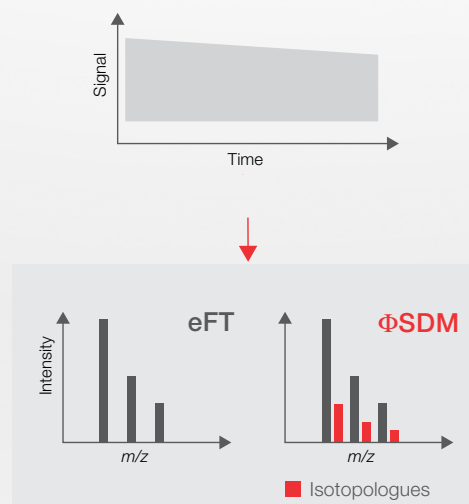 Signal
Time
eFT
ΦSDM
Intensity
m/z
m/z
Isotopologues